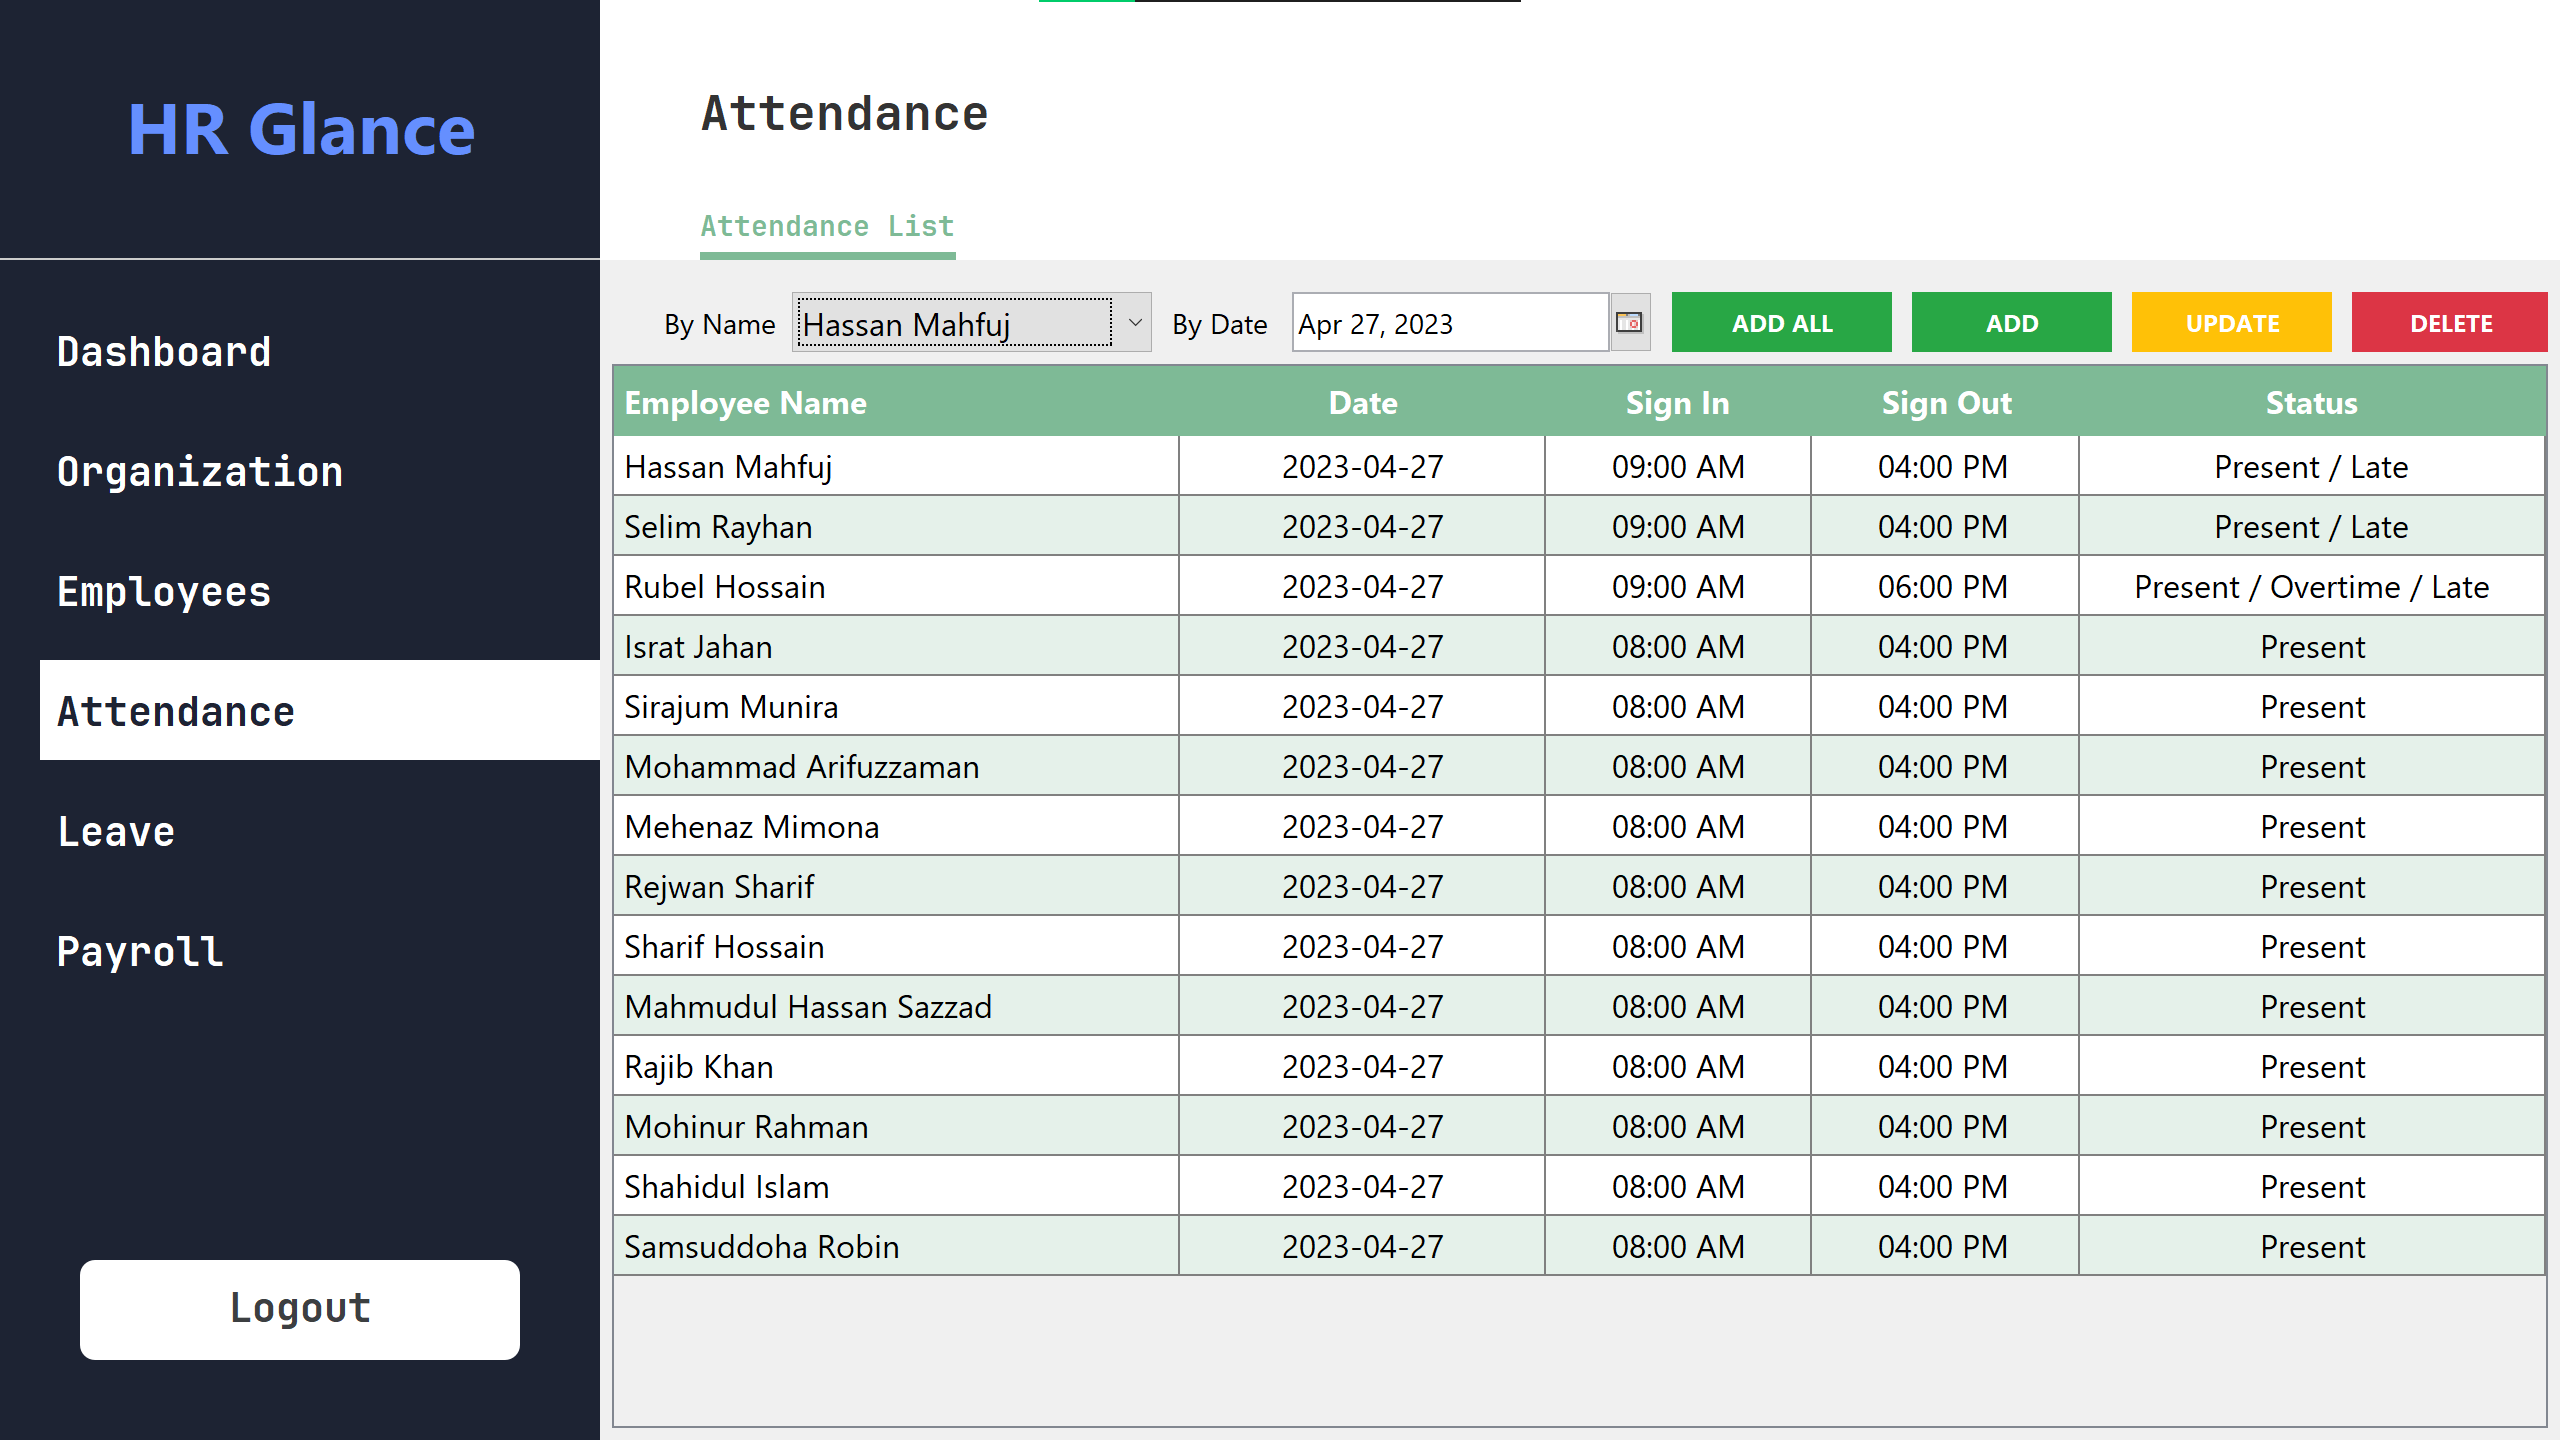 HR Glance
Dashboard
Organization
Employees
Attendance
Leave
Payroll
Logout
Attendance
Attendance List
By Name Hassan Mahfuj By Date Apr 27, 2023 ADD ALL ADD UPDATE DELETE
Employee Name Date Sign In Sign Out Status
Hassan Mahfuj 2023-04-27 09:00 AM 04:00 PM Present / Late
Selim Rayhan 2023-04-27 09:00 AM 04:00 PM Present / Late
Rubel Hossain 2023-04-27 09:00 AM 06:00 PM Present / Overtime / Late
Israt Jahan 2023-04-27 08:00 AM 04:00 PM Present
Sirajum Munira 2023-04-27 08:00 AM 04:00 PM Present
Mohammad Arifuzzaman 2023-04-27 08:00 AM 04:00 PM Present
Mehenaz Mimona 2023-04-27 08:00 AM 04:00 PM Present
Rejwan Sharif 2023-04-27 08:00 AM 04:00 PM Present
Sharif Hossain 2023-04-27 08:00 AM 04:00 PM Present
Mahmudul Hassan Sazzad 2023-04-27 08:00 AM 04:00 PM Present
Rajib Khan 2023-04-27 08:00 AM 04:00 PM Present
Mohinur Rahman 2023-04-27 08:00 AM 04:00 PM Present
Shahidul Islam 2023-04-27 08:00 AM 04:00 PM Present
Samsuddoha Robin 2023-04-27 08:00 AM 04:00 PM Present